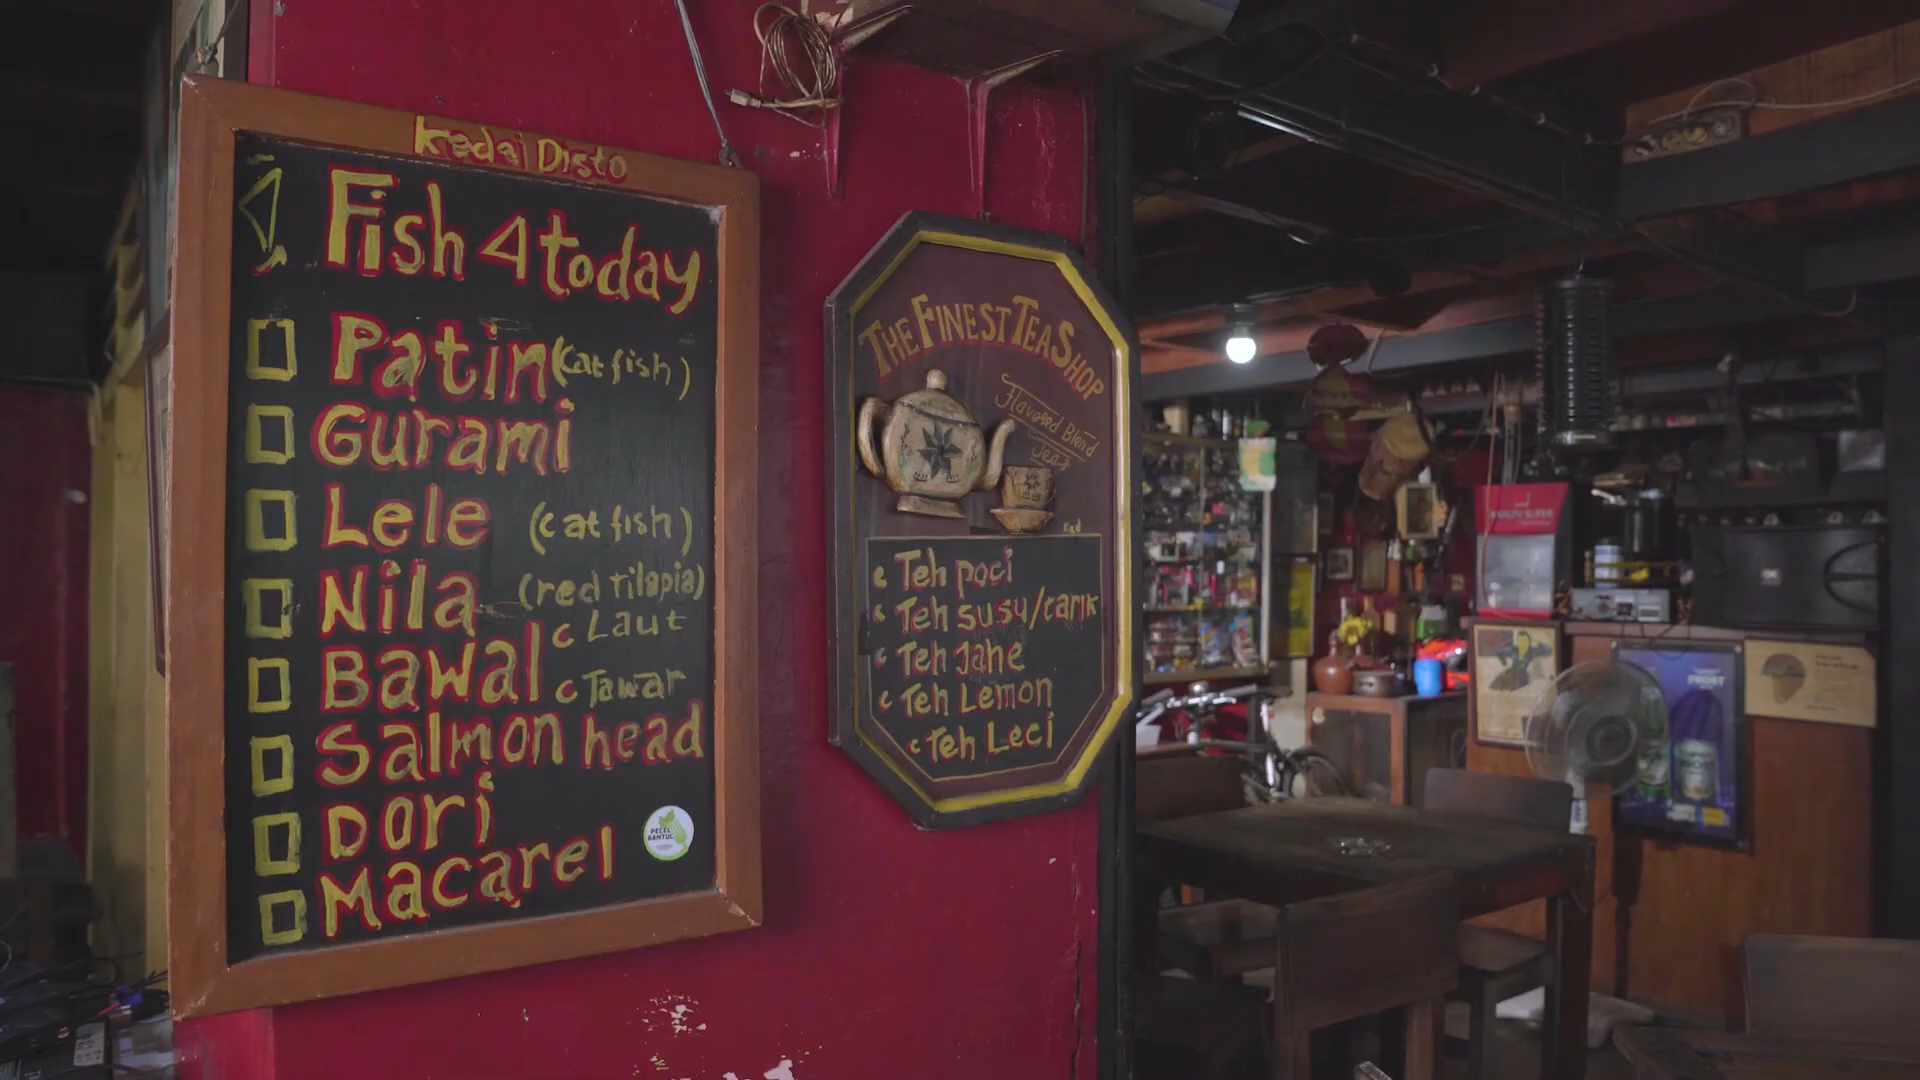 Kedai Disto
Fish 4 today
Patin (cat fish)
Gurami
Lele (cat fish)
Nila (red tilapia)
Bawal c Laut
c Tawar
Salmon head
Dori
Macarel
PECEL
BANTUL
THE FINEST TEA SHOP
Flavored Blend
Teas
Teh poci
Teh susu/tarik
Teh Jahe
Teh Lemon
Teh Leci